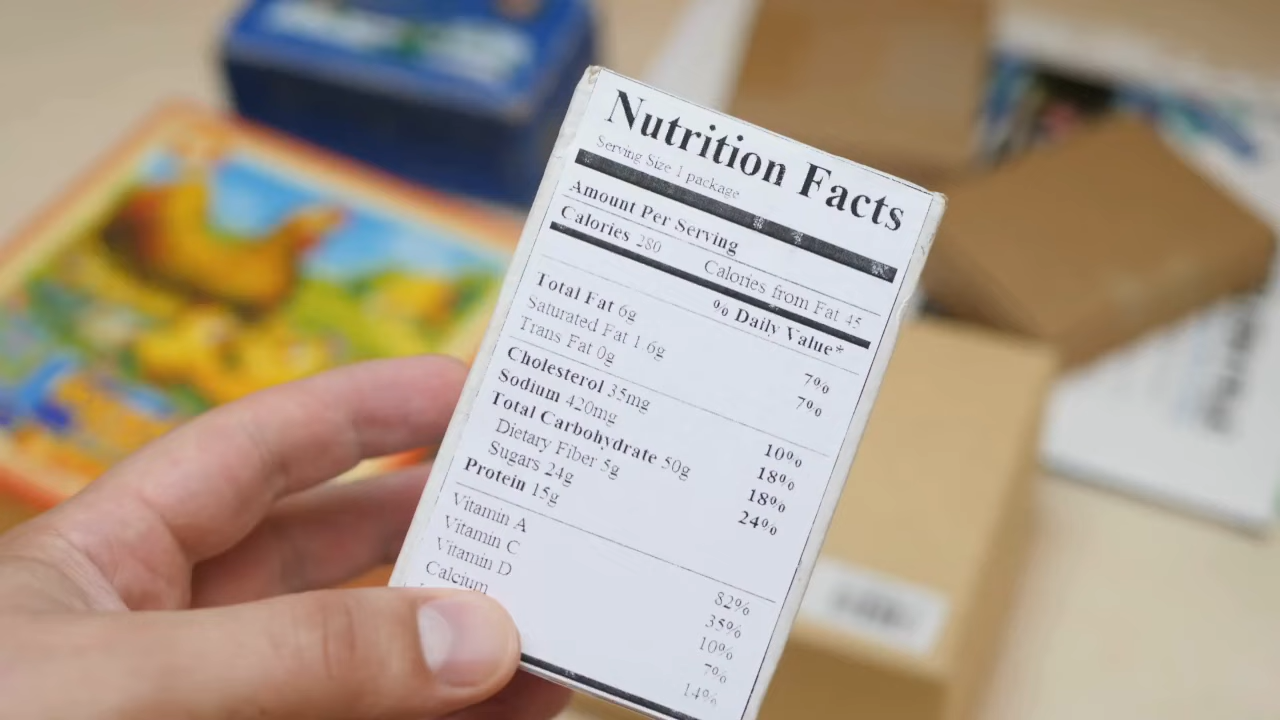 Nutrition Facts
Serving Size 1 package
Amount Per Serving
Calories 280 Calories from Fat 45
% Daily Value*
Total Fat 6g 7%
Saturated Fat 1 6g 7%
Trans Fat 0g
Cholesterol 35mg 10%
Sodium 420mg 18%
Total Carbohydrate 50g 18%
Dietary Fiber 5g 24%
Sugars 24g
Protein 15g
Vitamin A 82%
Vitamin C 35%
Vitamin D 10%
Calcium 7%
14%